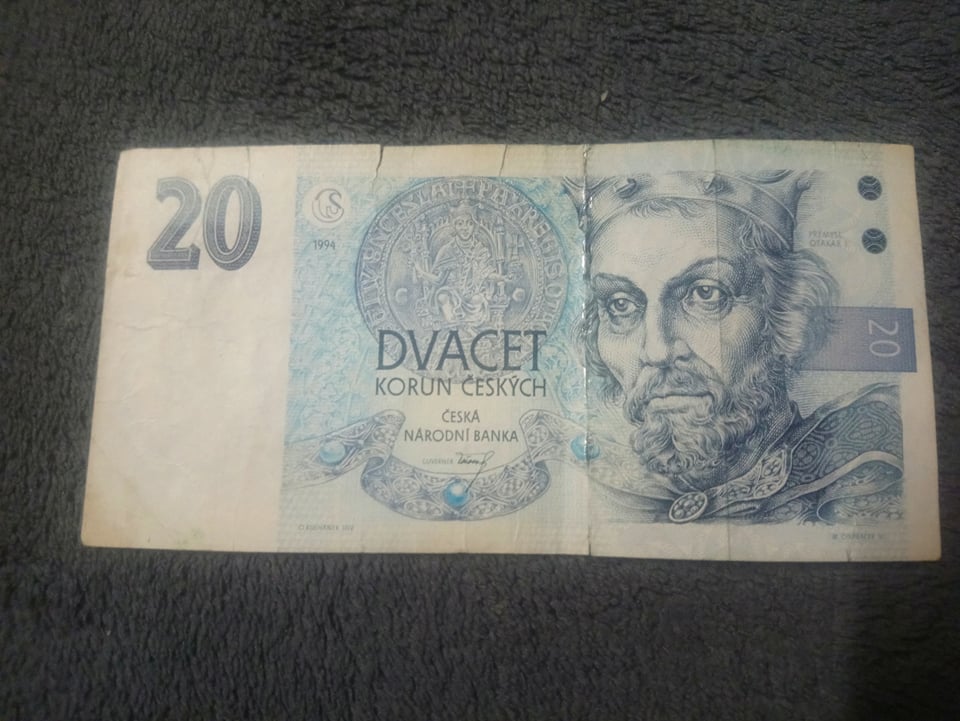 20
1994
PŘEMYSL
OTAKAR I.
20
DVACET
KORUN ČESKÝCH
ČESKÁ
NÁRODNÍ BANKA
GUVERNÉR